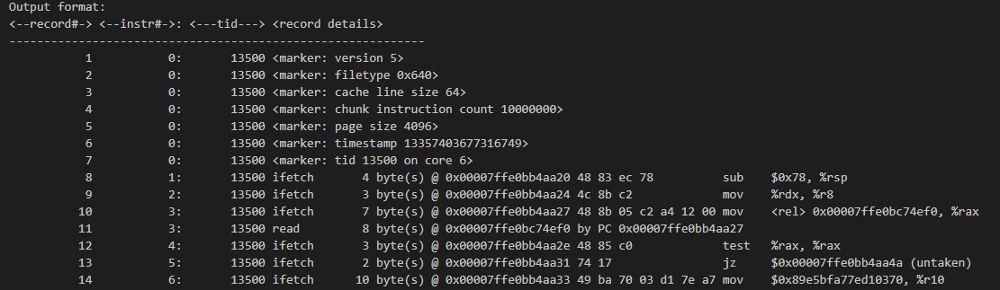 Output format:
<--record#-> <--instr#->: <---tid---> <record details>
------------------------------------------------------------
1 0: 13500 <marker: version 5>
2 0: 13500 <marker: filetype 0x640>
3 0: 13500 <marker: cache line size 64>
4 0: 13500 <marker: chunk instruction count 10000000>
5 0: 13500 <marker: page size 4096>
6 0: 13500 <marker: timestamp 13357403677316749>
7 0: 13500 <marker: tid 13500 on core 6>
8 1: 13500 ifetch 4 byte(s) @ 0x00007ffe0bb4aa20 48 83 ec 78 sub $0x78, %rsp
9 2: 13500 ifetch 3 byte(s) @ 0x00007ffe0bb4aa24 4c 8b c2 mov %rdx, %r8
10 3: 13500 ifetch 7 byte(s) @ 0x00007ffe0bb4aa27 48 8b 05 c2 a4 12 00 mov <rel> 0x00007ffe0bc74ef0, %rax
11 3: 13500 read 8 byte(s) @ 0x00007ffe0bc74ef0 by PC 0x00007ffe0bb4aa27
12 4: 13500 ifetch 3 byte(s) @ 0x00007ffe0bb4aa2e 48 85 c0 test %rax, %rax
13 5: 13500 ifetch 2 byte(s) @ 0x00007ffe0bb4aa31 74 17 jz $0x00007ffe0bb4aa4a (untaken)
14 6: 13500 ifetch 10 byte(s) @ 0x00007ffe0bb4aa33 49 ba 70 03 d1 7e a7 mov $0x89e5bfa77ed10370, %r10